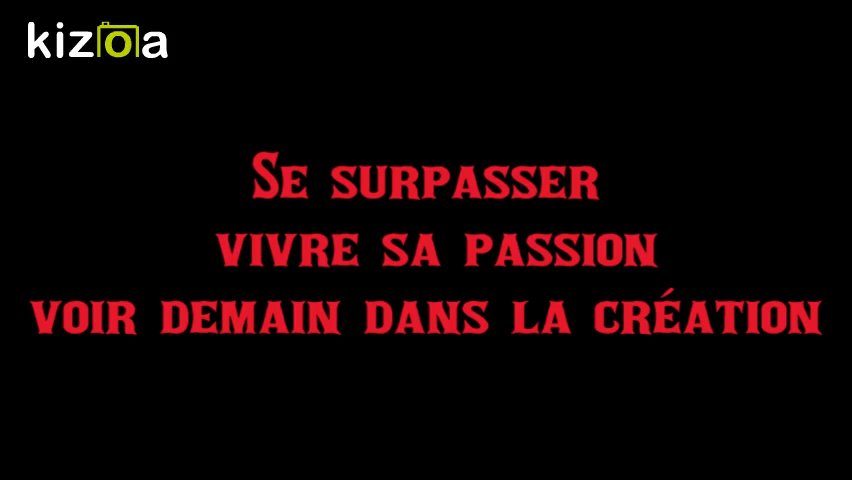 kizoa
Se surpasser
vivre sa passion
voir demain dans la création